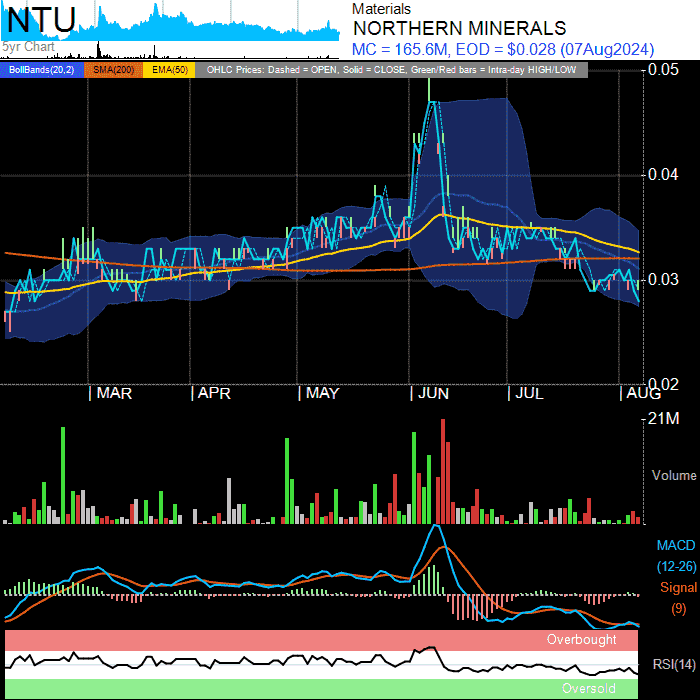 NTU
5yr Chart
Materials
NORTHERN MINERALS
MC = 165.6M, EOD = $0.028 (07Aug2024)
BollBands(20,2) SMA(200) EMA(50) OHLC Prices: Dashed = OPEN, Solid = CLOSE, Green/Red bars = Intra-day HIGH/LOW
0.05
0.04
0.03
0.02
MAR APR MAY JUN JUL AUG
21M
Volume
MACD
(12-26)
Signal
(9)
Overbought
RSI(14)
Oversold